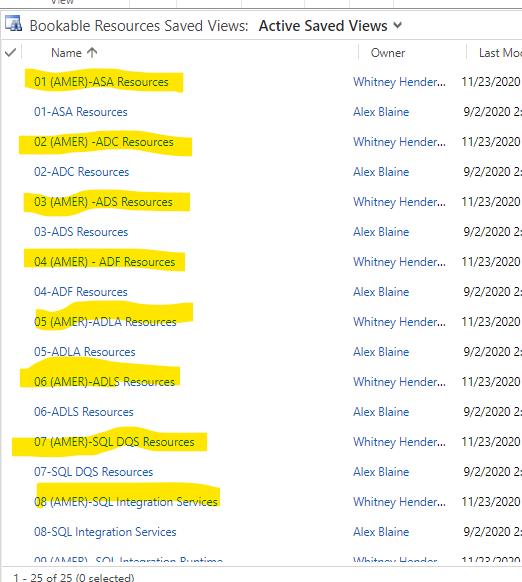 View
Bookable Resources Saved Views: Active Saved Views
Name Owner Last Mo
01 (AMER)-ASA Resources Whitney Hender... 11/23/2020
01-ASA Resources Alex Blaine 9/2/2020 2:
02 (AMER) -ADC Resources Whitney Hender... 11/23/2020
02-ADC Resources Alex Blaine 9/2/2020 2:
03 (AMER) -ADS Resources Whitney Hender... 11/23/2020
03-ADS Resources Alex Blaine 9/2/2020 2:
04 (AMER) - ADF Resources Whitney Hender... 11/23/2020
04-ADF Resources Alex Blaine 9/2/2020 2:
05 (AMER)-ADLA Resources Whitney Hender... 11/23/2020
05-ADLA Resources Alex Blaine 9/2/2020 2:
06 (AMER)-ADLS Resources Whitney Hender... 11/23/2020
06-ADLS Resources Alex Blaine 9/2/2020 2:
07 (AMER)-SQL DQS Resources Whitney Hender... 11/23/2020
07-SQL DQS Resources Alex Blaine 9/2/2020 2:
08 (AMER)-SQL Integration Services Whitney Hender... 11/23/2020
08-SQL Integration Services Alex Blaine 9/2/2020 2:
09 (AMER) -SQL Integration Runtime Whitney Hender... 11/23/2020
1 - 25 of 25 (0 selected)